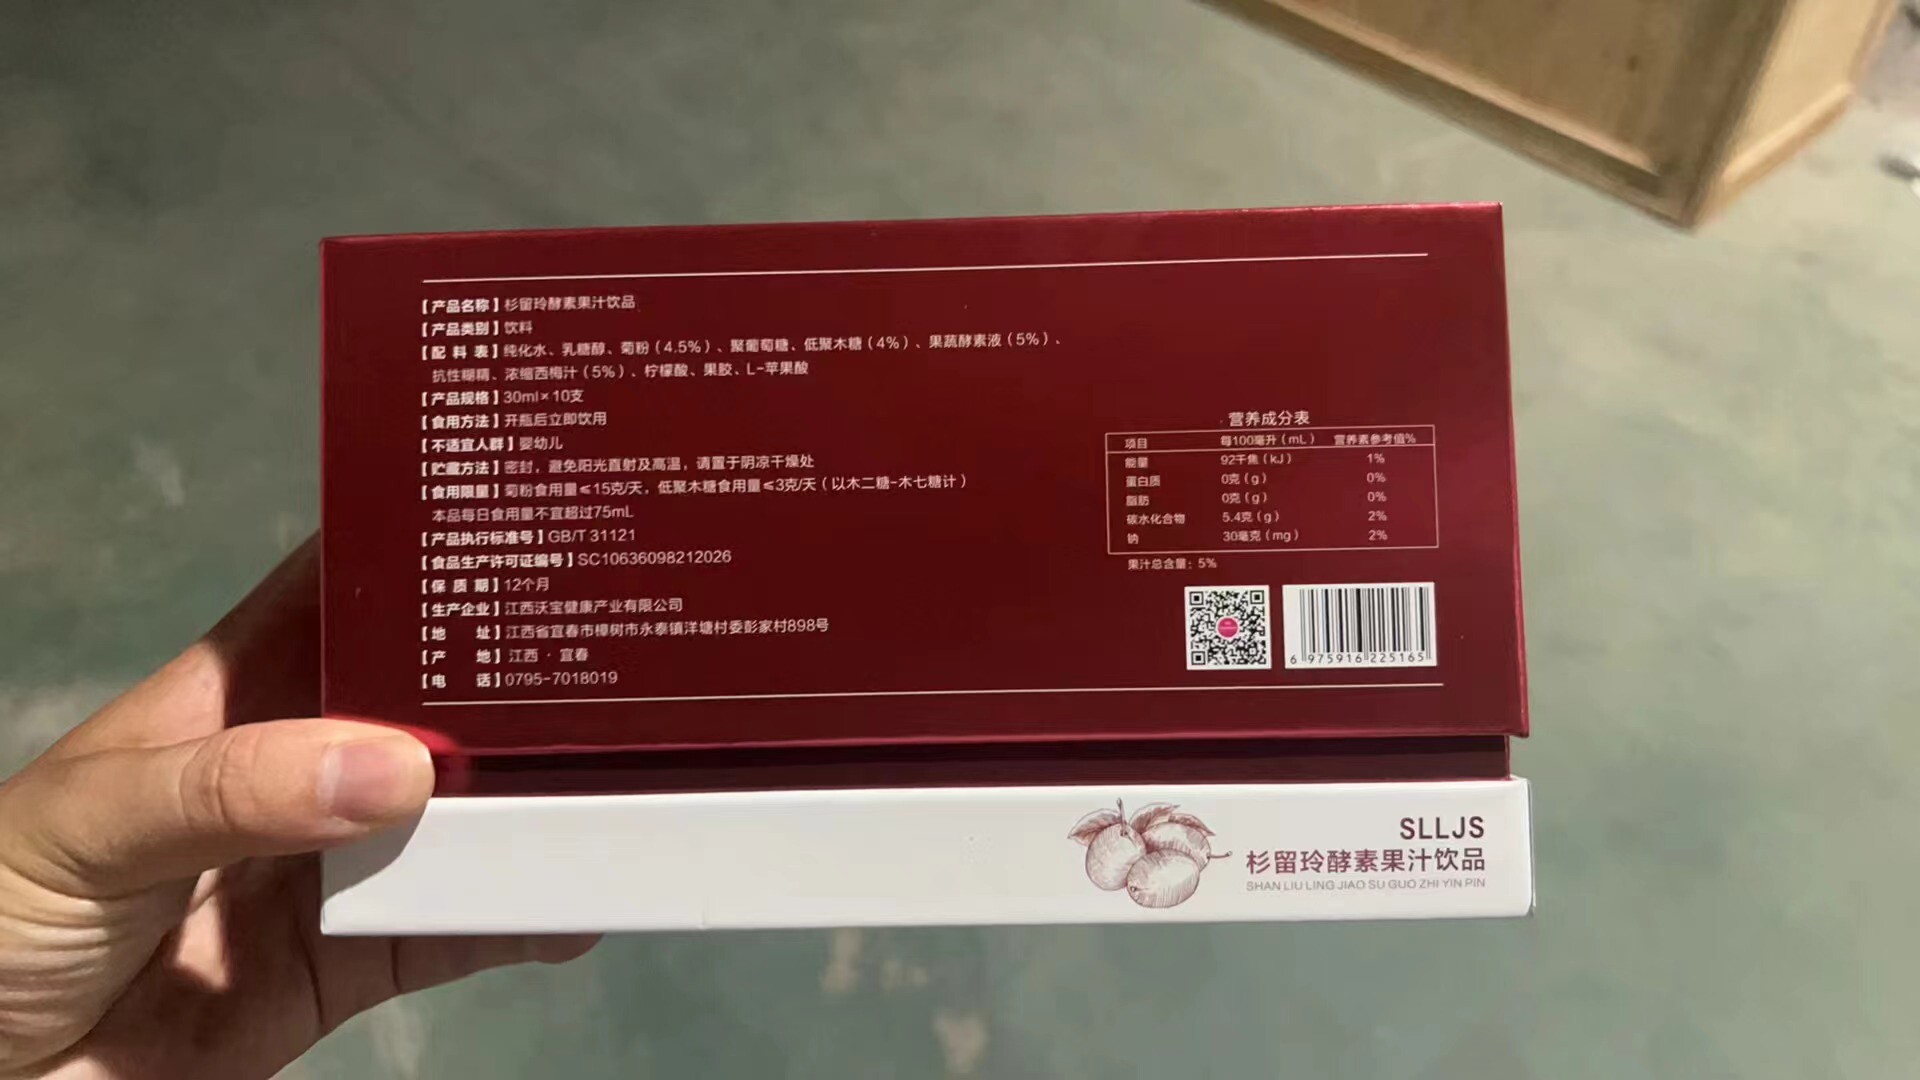 【产品名称】杉留玲酵素果汁饮品
【产品类别】饮料
【配 料 表】纯化水、乳糖醇、菊粉（4.5%）、聚葡萄糖、低聚木糖（4%）、果蔬酵素液（5%）、
抗性糊精、浓缩西梅汁（5%）、柠檬酸、果胶、L-苹果酸
【产品规格】30ml×10支
【食用方法】开瓶后立即饮用
【不适宜人群】婴幼儿
【贮藏方法】密封，避免阳光直射及高温，请置于阴凉干燥处
【食用限量】菊粉食用量≤15克/天，低聚木糖食用量≤3克/天（以木二糖-木七糖计）
本品每日食用量不宜超过75mL
【产品执行标准号】GB/T 31121
【食品生产许可证编号】SC10636098212026
【保 质 期】12个月
【生产企业】江西沃宝健康产业有限公司
【地 址】江西省宜春市樟树市永泰镇洋塘村委彭家村898号
【产 地】江西·宜春
【电 话】0795-7018019
营养成分表
项目 每100毫升（mL） 营养素参考值%
能量 92千焦（kJ） 1%
蛋白质 0克（g） 0%
脂肪 0克（g） 0%
碳水化合物 5.4克（g） 2%
钠 30毫克（mg） 2%
果汁总含量：5%
6 975916 225165
SLLJS
杉留玲酵素果汁饮品
SHAN LIU LING JIAO SU GUO ZHI YIN PIN